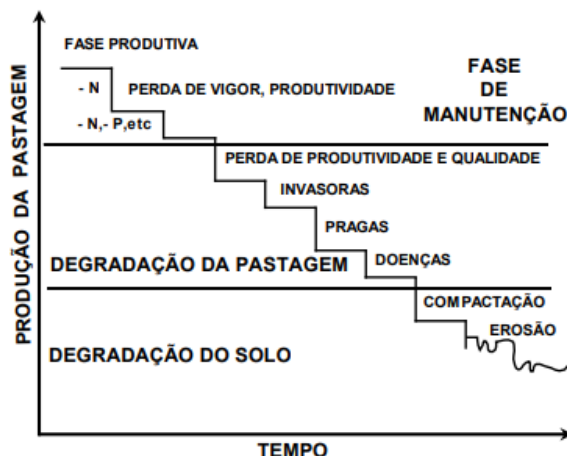 FASE PRODUTIVA
FASE
DE
MANUTENÇÃO
- N
PERDA DE VIGOR, PRODUTIVIDADE
- N,- P,etc
PERDA DE PRODUTIVIDADE E QUALIDADE
INVASORAS
PRAGAS
DOENÇAS
DEGRADAÇÃO DA PASTAGEM
COMPACTAÇÃO
EROSÃO
DEGRADAÇÃO DO SOLO
PRODUÇÃO DA PASTAGEM
TEMPO